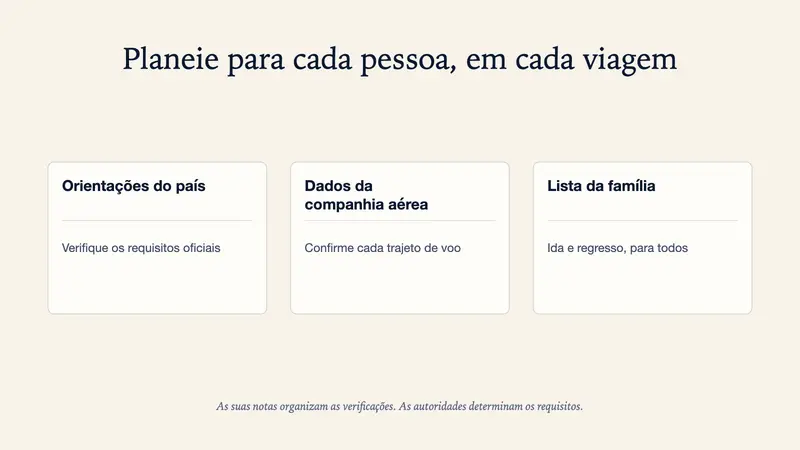 Planeie para cada pessoa, em cada viagem
Orientações do país
Verifique os requisitos oficiais
Dados da
companhia aérea
Confirme cada trajeto de voo
Lista da família
Ida e regresso, para todos
As suas notas organizam as verificações. As autoridades determinam os requisitos.